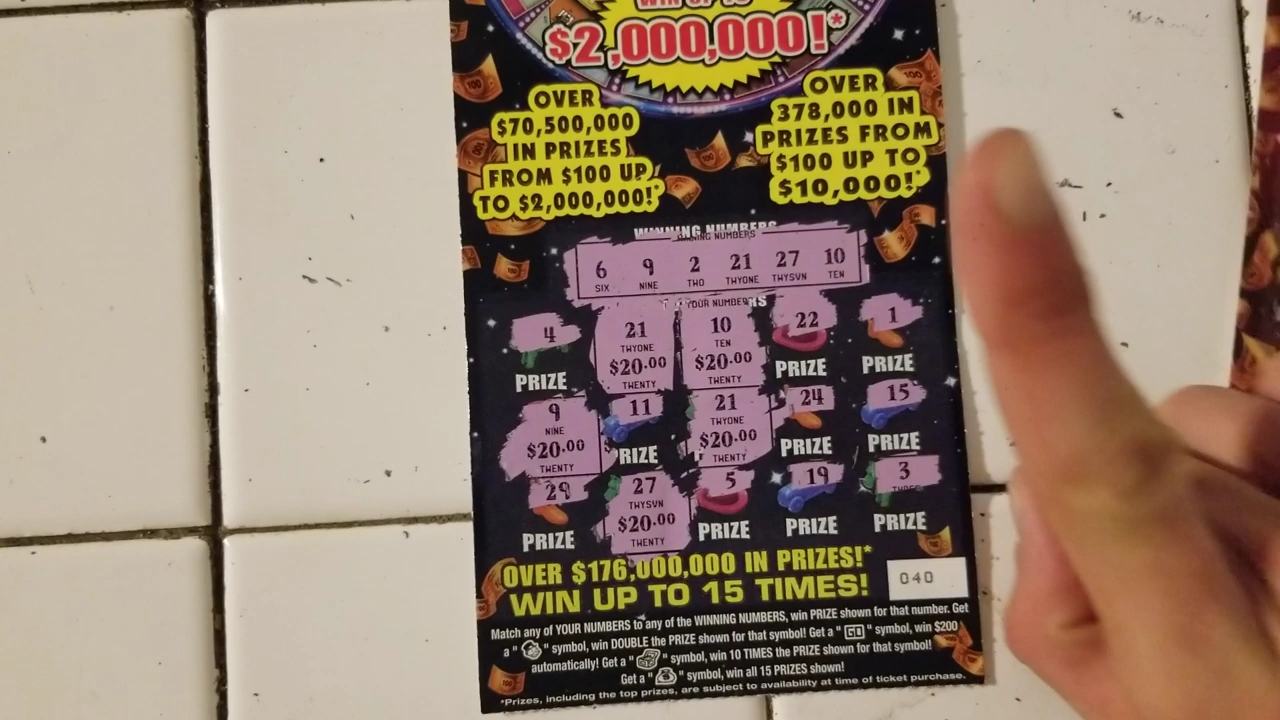 WIN UP TO
$2,000,000!*
OVER
$70,500,000
IN PRIZES
FROM $100 UP
TO $2,000,000!*
OVER
378,000 IN
PRIZES FROM
$100 UP TO
$10,000!*
WINNING NUMBERS
WINNING NUMBERS
6 9 2 21 27 10
SIX NINE TWO TWYONE TWYSVN TEN
YOUR NUMBERS
4 21 10 22 1
TWYONE TEN
$20.00 $20.00
TWENTY TWENTY
PRIZE PRIZE PRIZE
9 11 21 24 15
NINE TWYONE
$20.00 $20.00
TWENTY TWENTY
PRIZE PRIZE PRIZE
29 27 5 19 3
TWYSVN THREE
$20.00
TWENTY
PRIZE PRIZE PRIZE PRIZE
OVER $176,000,000 IN PRIZES!*
WIN UP TO 15 TIMES!
040
Match any of YOUR NUMBERS to any of the WINNING NUMBERS, win PRIZE shown for that number. Get
a " " symbol, win DOUBLE the PRIZE shown for that symbol! Get a " GO " symbol, win $200
automatically! Get a " " symbol, win 10 TIMES the PRIZE shown for that symbol!
Get a " " symbol, win all 15 PRIZES shown!
*Prizes, including the top prizes, are subject to availability at time of ticket purchase.